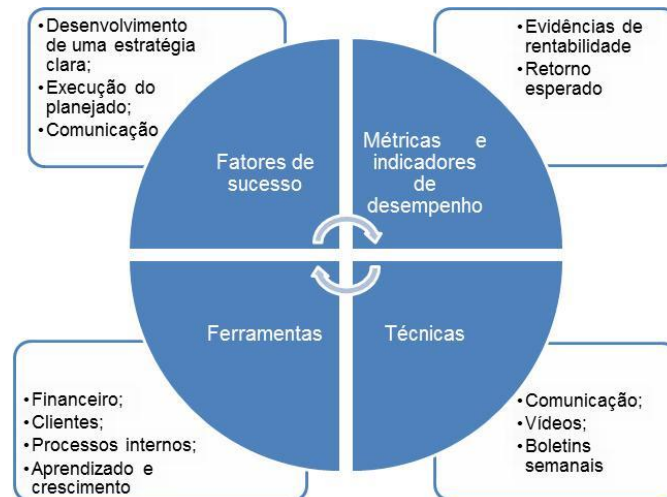 •Desenvolvimento
de uma estratégia
clara;
•Execução do
planejado;
•Comunicação
•Evidências de
rentabilidade
•Retorno
esperado
Fatores de
sucesso
Métricas e
indicadores
de
desempenho
Ferramentas
Técnicas
•Financeiro;
•Clientes;
•Processos internos;
•Aprendizado e
crescimento
•Comunicação;
•Vídeos;
•Boletins
semanais